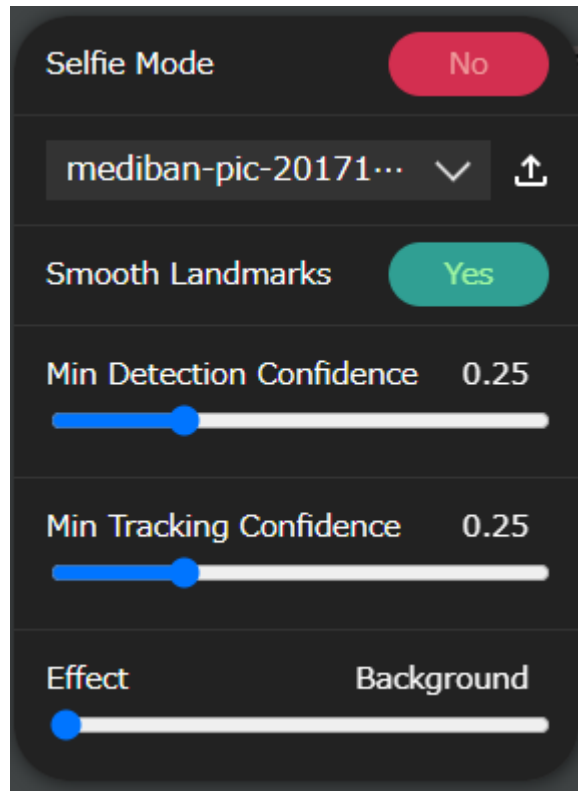 Selfie Mode No
mediban-pic-20171…
Smooth Landmarks Yes
Min Detection Confidence 0.25
Min Tracking Confidence 0.25
Effect Background